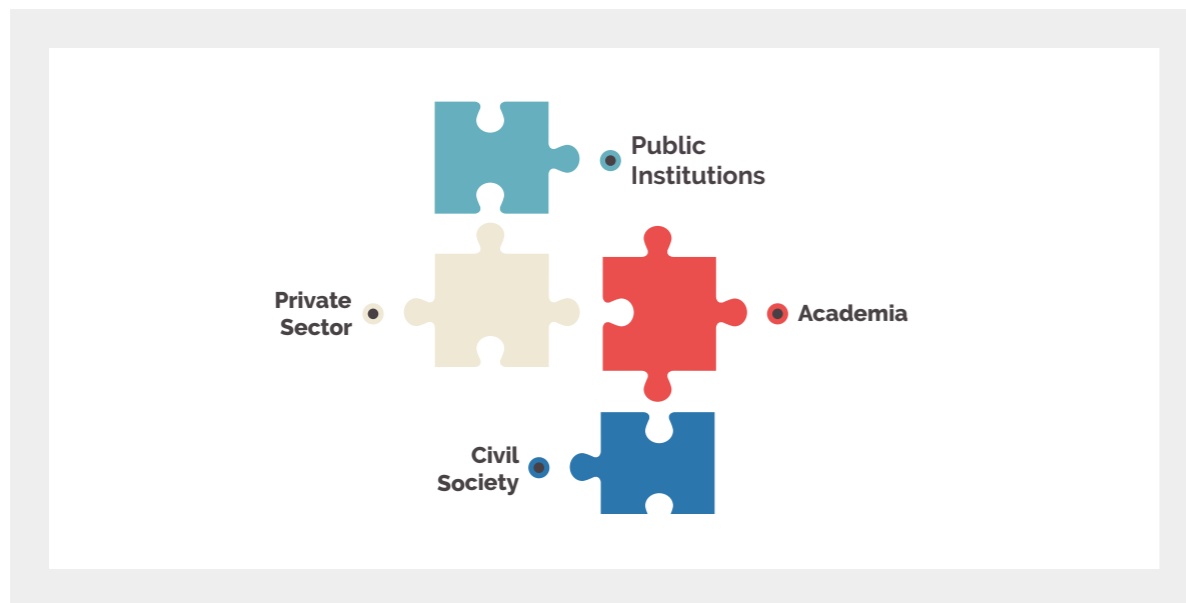 Public
Institutions
Private
Sector
Academia
Civil
Society